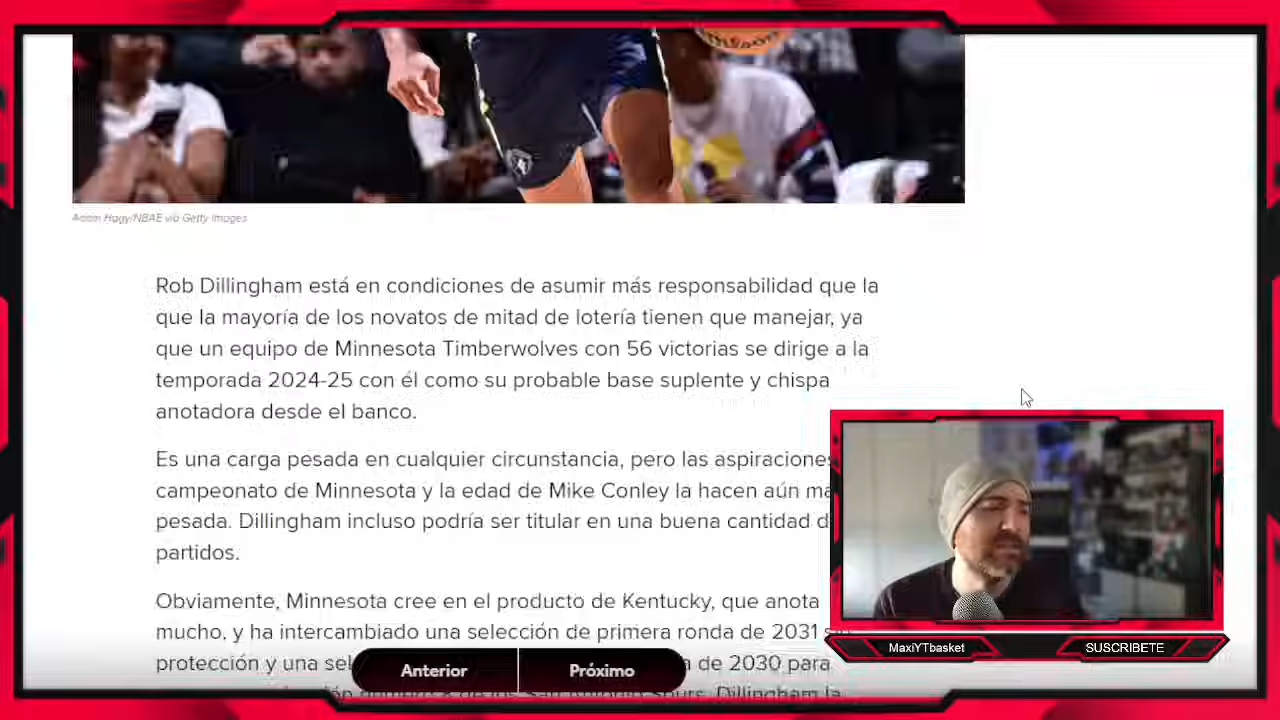 Adam Hagy/NBAE via Getty Images
Rob Dillingham está en condiciones de asumir más responsabilidad que la
que la mayoría de los novatos de mitad de lotería tienen que manejar, ya
que un equipo de Minnesota Timberwolves con 56 victorias se dirige a la
temporada 2024-25 con él como su probable base suplente y chispa
anotadora desde el banco.
Es una carga pesada en cualquier circunstancia, pero las aspiraciones
campeonato de Minnesota y la edad de Mike Conley la hacen aún
pesada. Dillingham incluso podría ser titular en una buena cantidad
partidos.
Obviamente, Minnesota cree en el producto de Kentucky, que anota
mucho, y ha intercambiado una selección de primera ronda de 2031
protección y una de 2030 para
San Antonio Spurs. Dillingham la
Anterior
Próximo
MaxiYTbasket
SUSCRIBETE